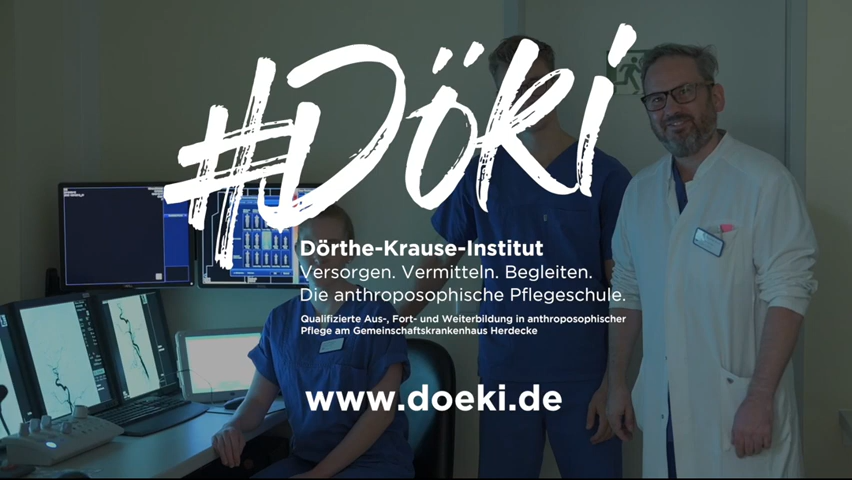 #Döki
Dörthe-Krause-Institut
Versorgen. Vermitteln. Begleiten.
Die anthroposophische Pflegeschule.
Qualifizierte Aus-, Fort- und Weiterbildung in anthroposophischer
Pflege am Gemeinschaftskrankenhaus Herdecke
www.doeki.de